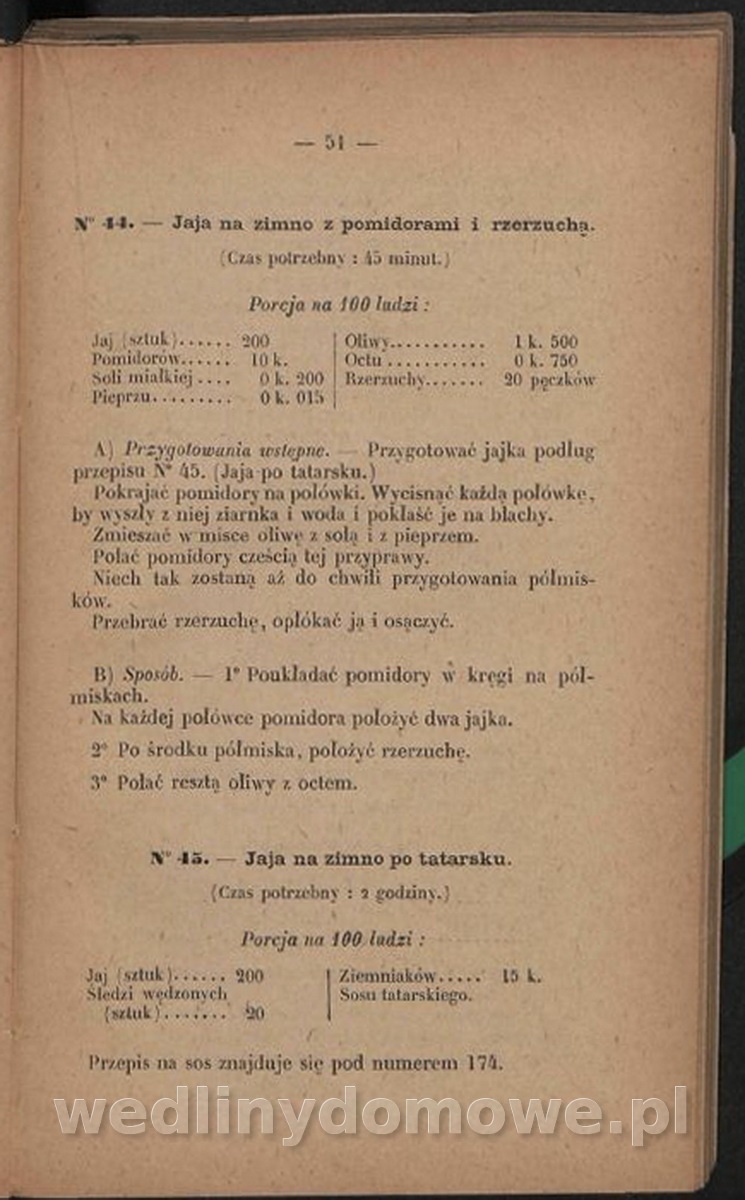 — 51 —
N° 44. — Jaja na zimno z pomidorami i rzerzuchą.
(Czas potrzebny : 45 minut.)
Porcja na 100 ludzi :
Jaj (sztuk)...... 200
Pomidorów...... 10 k.
Soli miałkiej .... 0 k. 200
Pieprzu......... 0 k. 015
Oliwy........... 1 k. 500
Octu ........... 0 k. 750
Rzerzuchy....... 20 pęczków
A) Przygotowania wstępne. — Przygotować jajka podług
przepisu N° 45. (Jaja po tatarsku.)
Pokrajać pomidory na połówki. Wycisnąć każdą połówkę,
by wyszły z niej ziarnka i woda i pokłaść je na blachy.
Zmieszać w misce oliwę z solą i z pieprzem.
Polać pomidory cześcią tej przyprawy.
Niech tak zostaną aż do chwili przygotowania półmis-
ków.
Przebrać rzerzuchę, opłókać ją i osączyć.
B) Sposób. — 1° Poukładać pomidory w kręgi na pół-
miskach.
Na każdej połówce pomidora położyć dwa jajka.
2° Po środku półmiska, położyć rzerzuchę.
3° Polać resztą oliwy z octem.
N° 45. — Jaja na zimno po tatarsku.
(Czas potrzebny : 2 godziny.)
Porcja na 100 ludzi :
Jaj (sztuk)...... 200
Śledzi wędzonych
(sztuk)....... 20
Ziemniaków..... 15 k.
Sosu tatarskiego.
Przepis na sos znajduje się pod numerem 174.
wedlinydomowe.pl